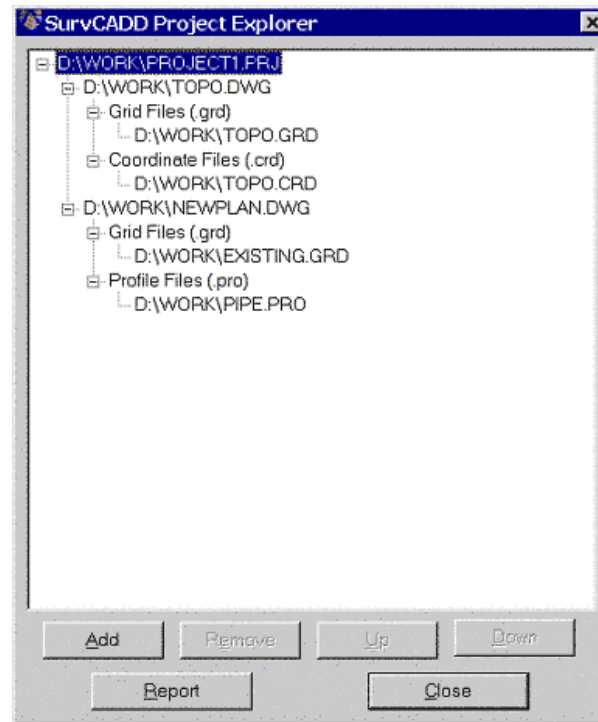 SurvCADD Project Explorer
D:\WORK\PROJECT1.PRJ
D:\WORK\TOPO.DWG
Grid Files (.grd)
D:\WORK\TOPO.GRD
Coordinate Files (.crd)
D:\WORK\TOPO.CRD
D:\WORK\NEWPLAN.DWG
Grid Files (.grd)
D:\WORK\EXISTING.GRD
Profile Files (.pro)
D:\WORK\PIPE.PRO
Add Remove Up Down
Report Close